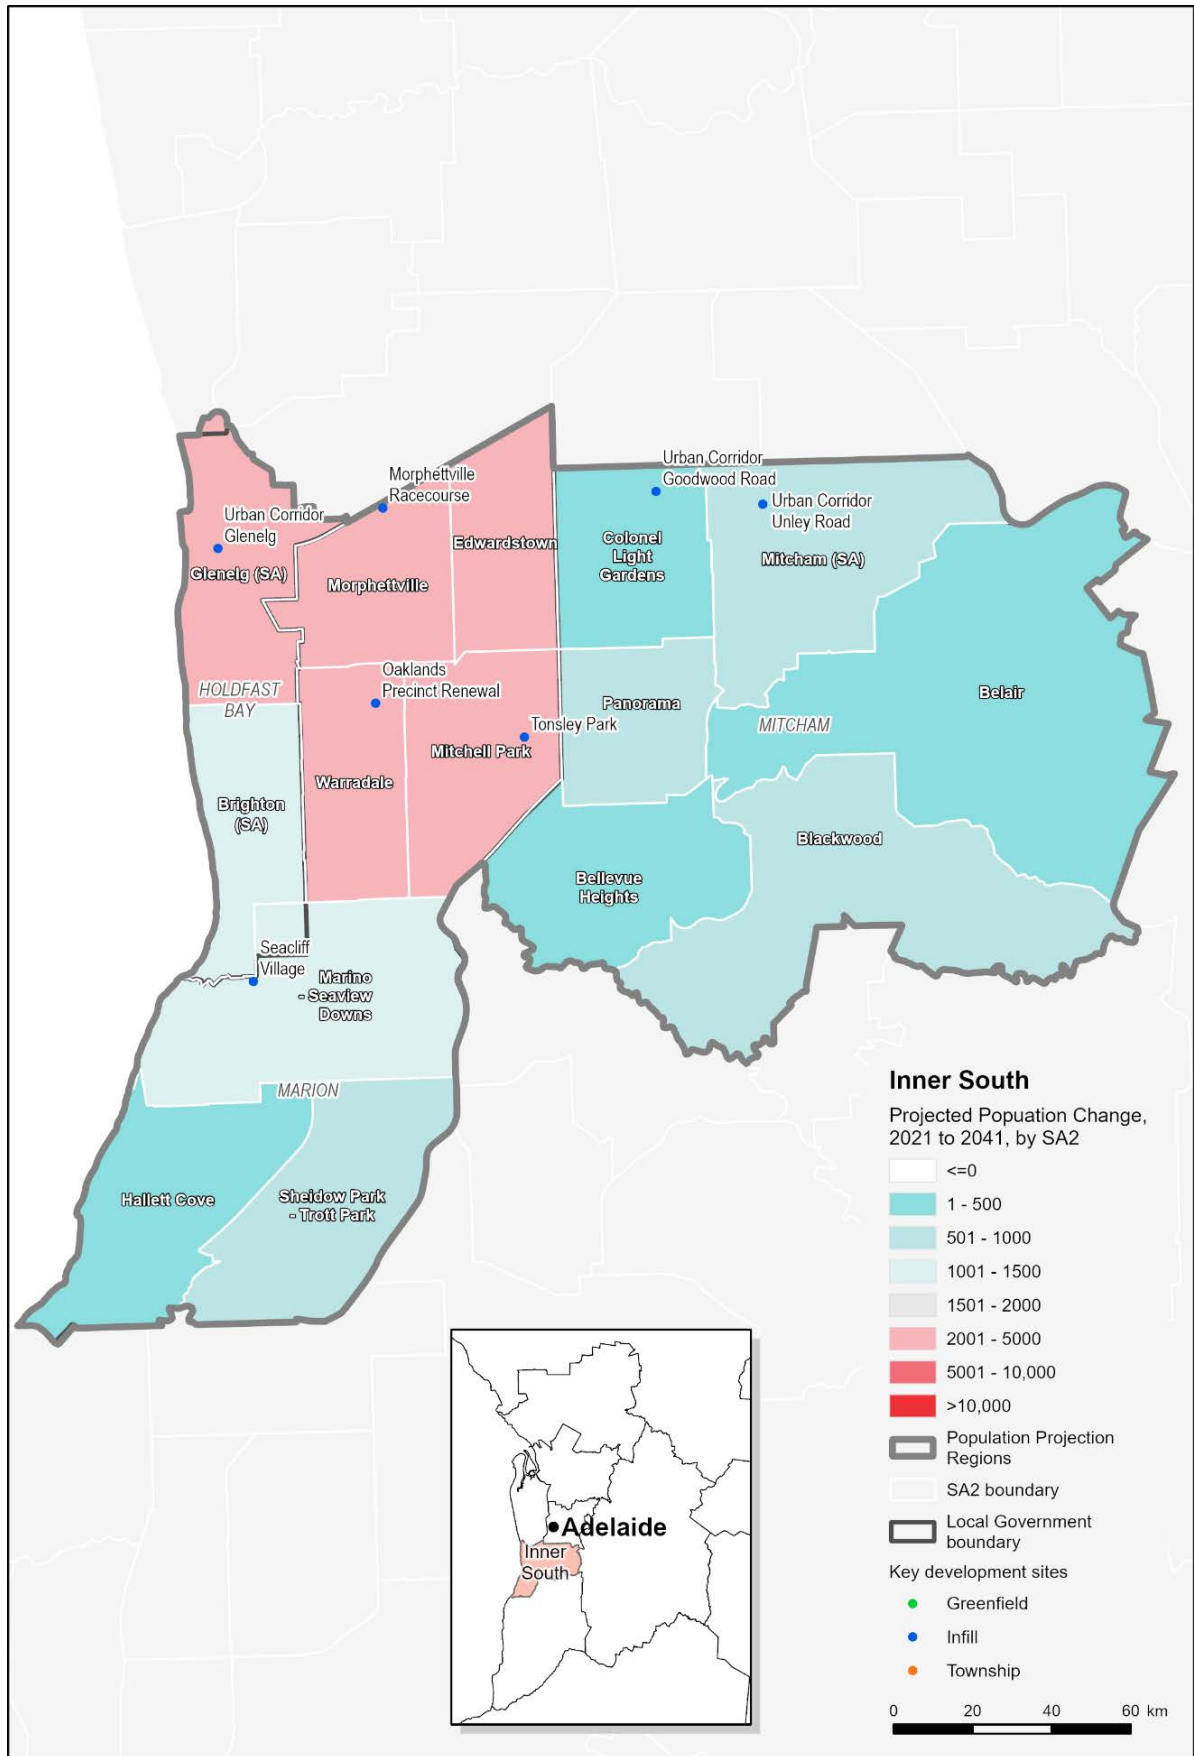 Urban Corridor
Goodwood Road
Morphettville
Racecourse
Urban Corridor
Unley Road
Urban Corridor
Glenelg
Edwardstown
Colonel
Light
Gardens
Mitcham (SA)
Glenelg (SA)
Morphettville
Oaklands
Precinct Renewal
HOLDFAST
BAY
Panorama
Belair
Tonsley Park
MITCHAM
Mitchell Park
Warradale
Brighton
(SA)
Blackwood
Bellevue
Heights
Seacliff
Village
Marino
- Seaview
Downs
MARION
Hallett Cove
Sheidow Park
- Trott Park
Inner South
Projected Popuation Change,
2021 to 2041, by SA2
<=0
1 - 500
501 - 1000
1001 - 1500
1501 - 2000
2001 - 5000
5001 - 10,000
>10,000
Population Projection
Regions
SA2 boundary
Local Government
boundary
Key development sites
Greenfield
Infill
Township
0 20 40 60 km
Adelaide
Inner
South